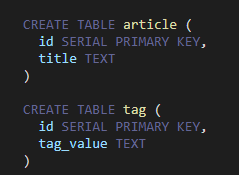 CREATE TABLE article (
  id SERIAL PRIMARY KEY,
  title TEXT
)
CREATE TABLE tag (
  id SERIAL PRIMARY KEY,
  tag_value TEXT
)